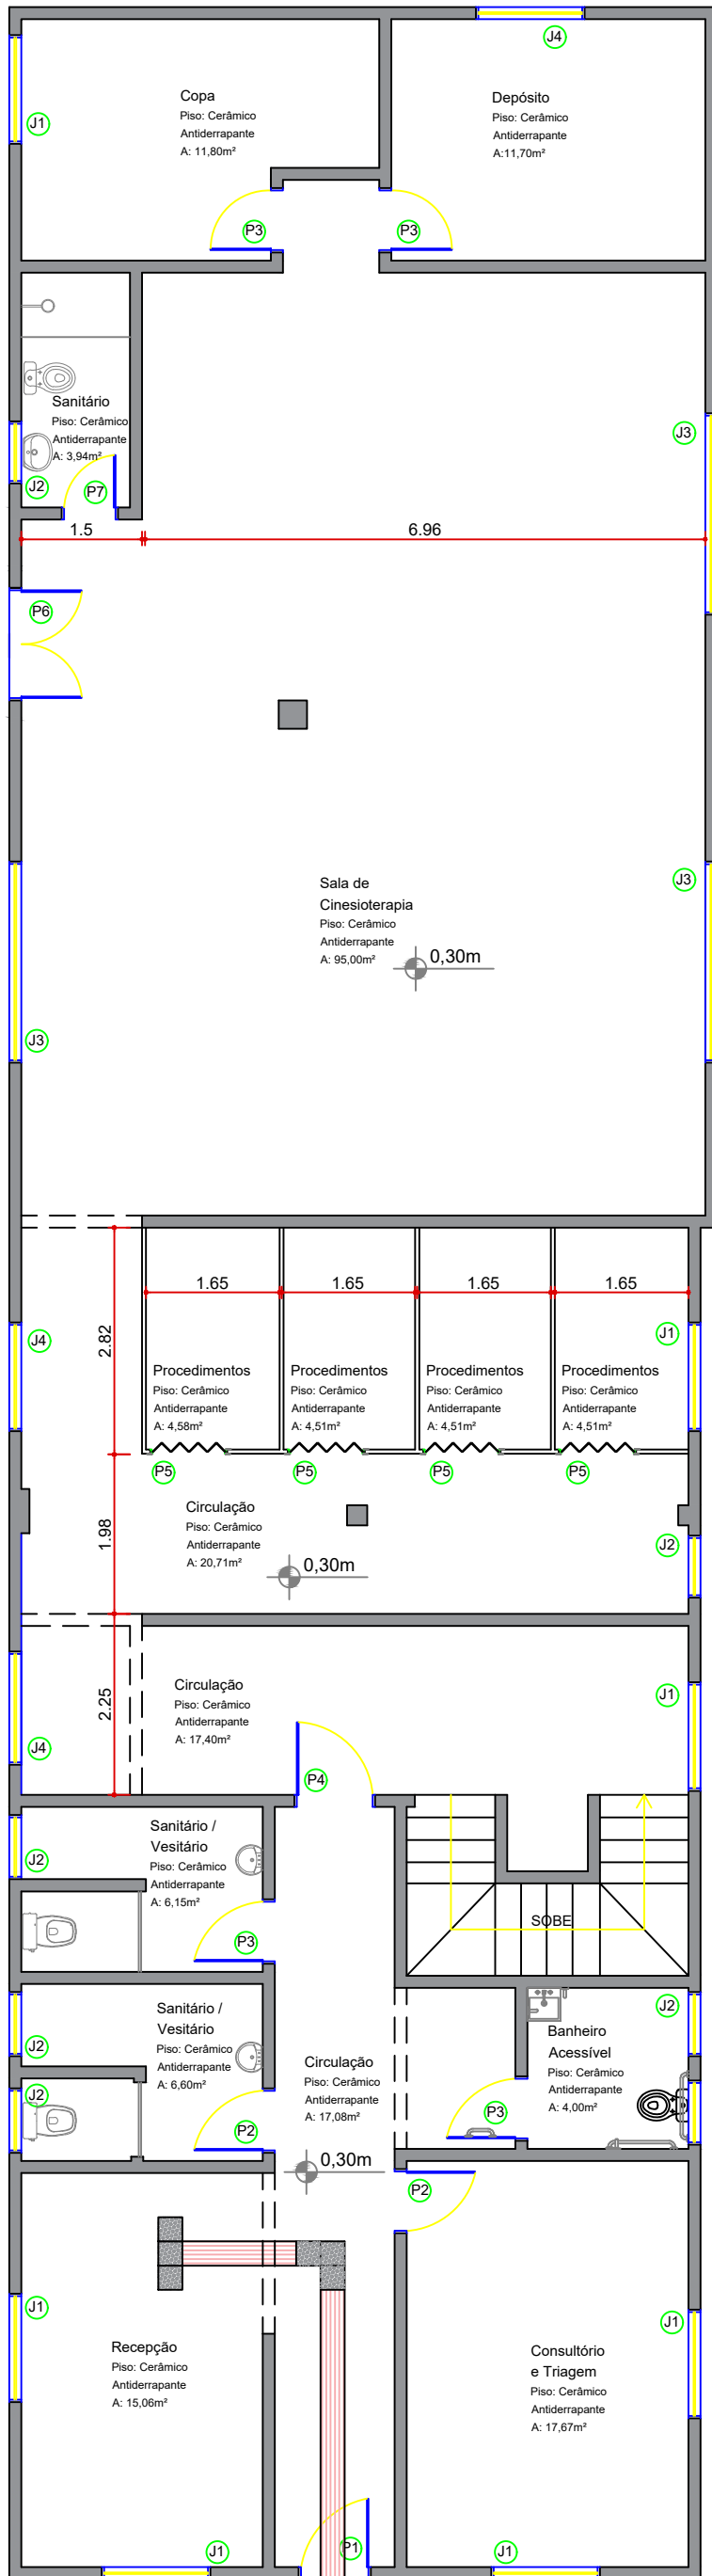 J4
Copa
Piso: Cerâmico
Antiderrapante
A: 11,80m²
Depósito
Piso: Cerâmico
Antiderrapante
A:11,70m²
J1
P3
P3
Sanitário
Piso: Cerâmico
Antiderrapante
A: 3,94m²
J3
J2
P7
1.5
6.96
P6
Sala de
Cinesioterapia
Piso: Cerâmico
Antiderrapante
A: 95,00m²
0,30m
J3
J3
1.65
1.65
1.65
1.65
J4
2.82
J1
Procedimentos
Piso: Cerâmico
Antiderrapante
A: 4,58m²
Procedimentos
Piso: Cerâmico
Antiderrapante
A: 4,51m²
Procedimentos
Piso: Cerâmico
Antiderrapante
A: 4,51m²
Procedimentos
Piso: Cerâmico
Antiderrapante
A: 4,51m²
P5
P5
P5
P5
1.98
Circulação
Piso: Cerâmico
Antiderrapante
A: 20,71m²
0,30m
J2
2.25
Circulação
Piso: Cerâmico
Antiderrapante
A: 17,40m²
J1
J4
P4
Sanitário /
Vesitário
Piso: Cerâmico
Antiderrapante
A: 6,15m²
J2
SOBE
P3
Sanitário /
Vesitário
Piso: Cerâmico
Antiderrapante
A: 6,60m²
J2
J2
J2
Banheiro
Acessível
Piso: Cerâmico
Antiderrapante
A: 4,00m²
Circulação
Piso: Cerâmico
Antiderrapante
A: 17,08m²
P2
P3
0,30m
P2
J1
J1
Recepção
Piso: Cerâmico
Antiderrapante
A: 15,06m²
Consultório
e Triagem
Piso: Cerâmico
Antiderrapante
A: 17,67m²
J1
P1
J1